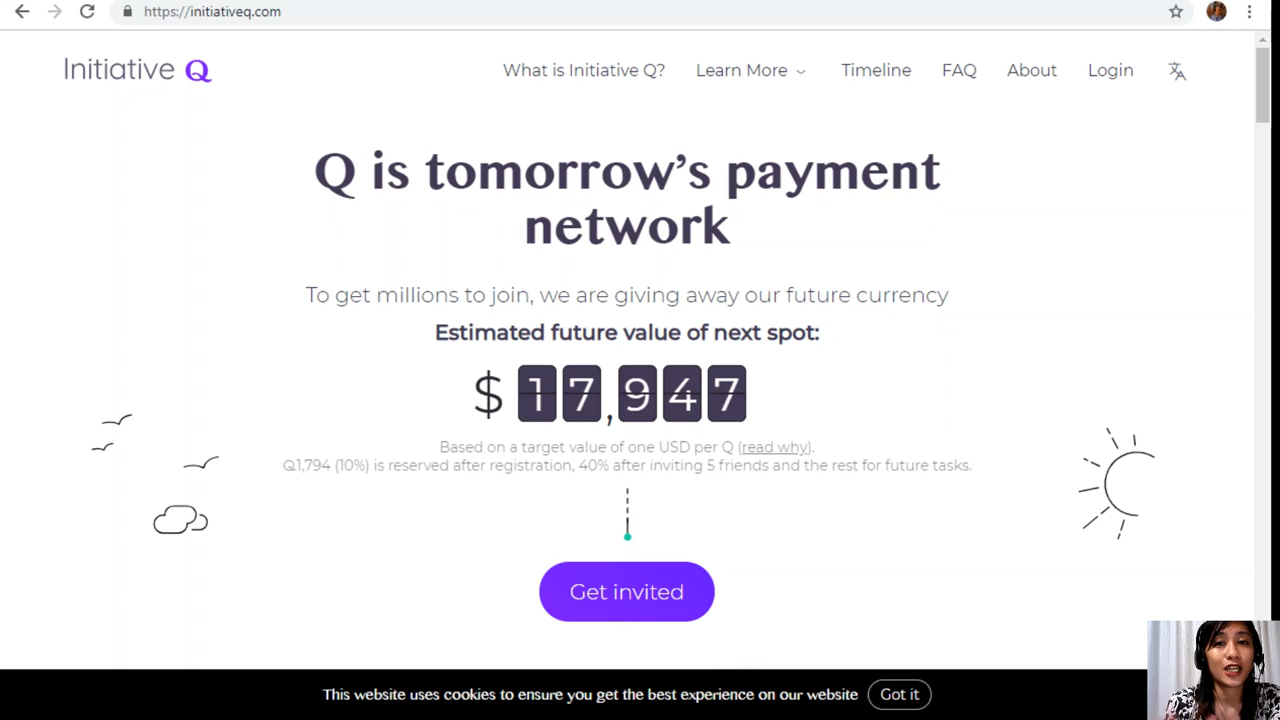 https://initiativeq.com
Initiative Q
What is Initiative Q? Learn More Timeline FAQ About Login
Q is tomorrow's payment
network
To get millions to join, we are giving away our future currency
Estimated future value of next spot:
$ 17,947
Based on a target value of one USD per Q (read why).
Q1,794 (10%) is reserved after registration, 40% after inviting 5 friends and the rest for future tasks.
Get invited
This website uses cookies to ensure you get the best experience on our website Got it